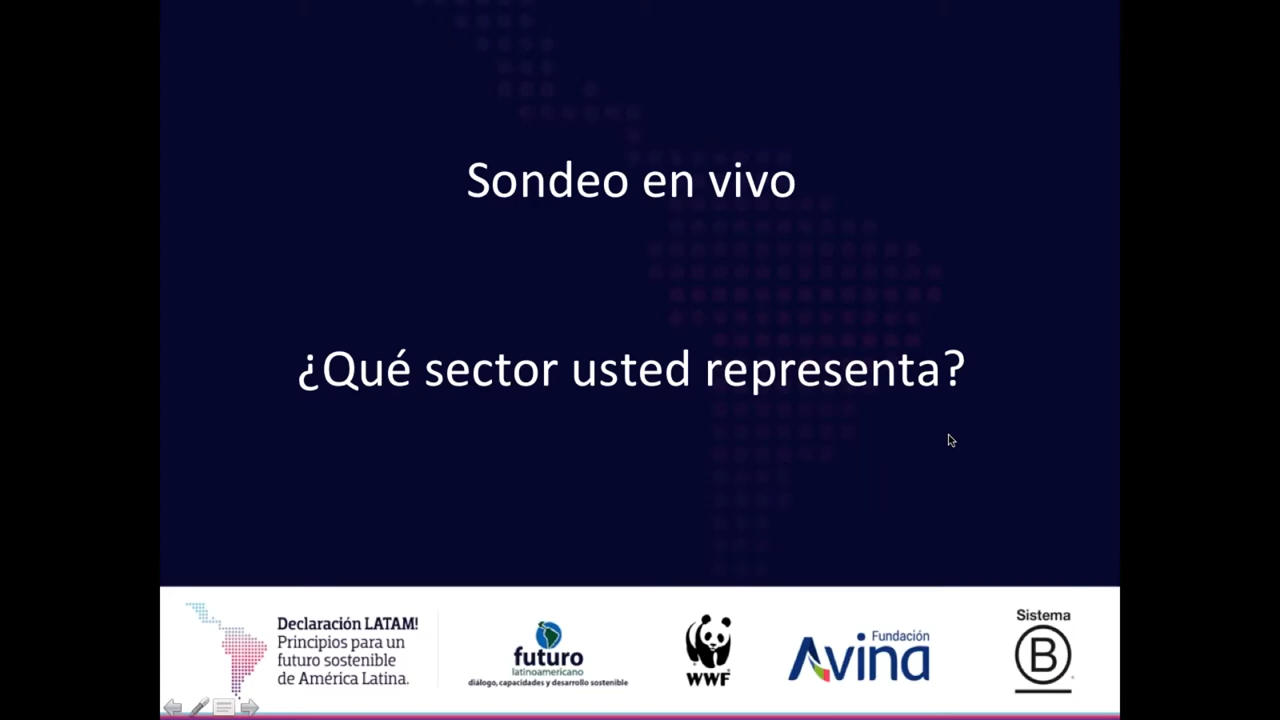 Sondeo en vivo
¿Qué sector usted representa?
Declaración LATAM!
Principios para un
futuro sostenible
de América Latina.
futuro
latinoamericano
diálogo, capacidades y desarrollo sostenible
WWF
Fundación
Avina
Sistema
B